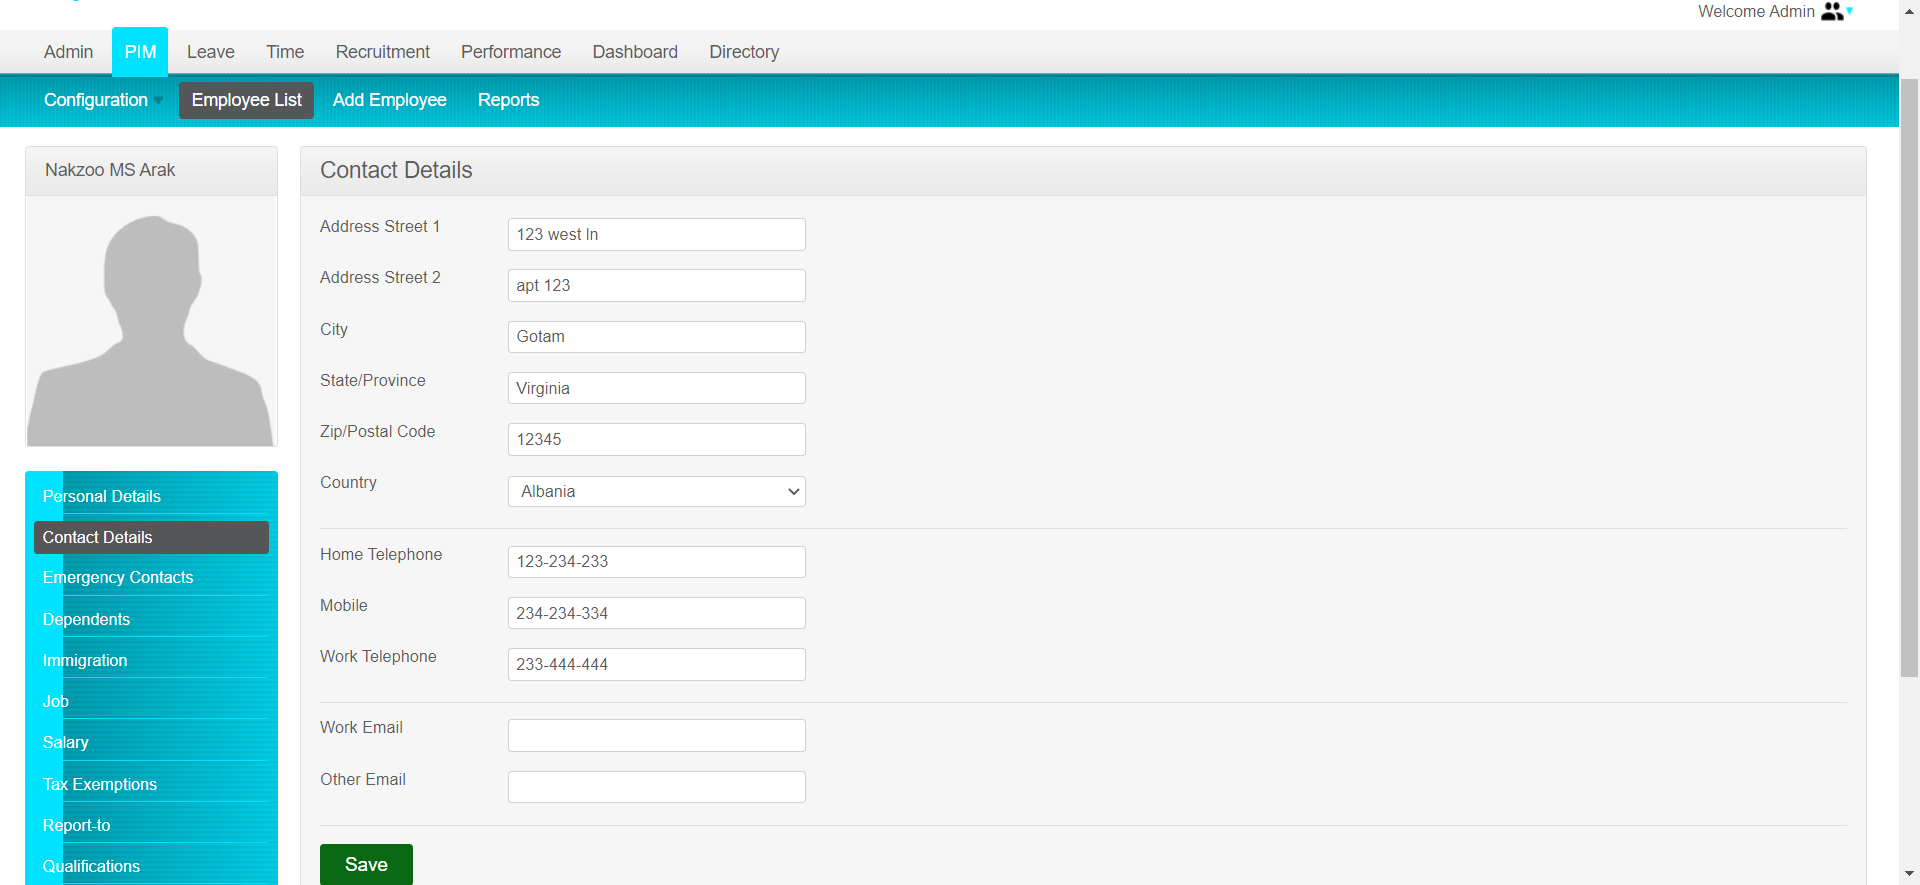 Welcome Admin
Admin PIM Leave Time Recruitment Performance Dashboard Directory
Configuration Employee List Add Employee Reports
Nakzoo MS Arak
Personal Details
Contact Details
Emergency Contacts
Dependents
Immigration
Job
Salary
Tax Exemptions
Report-to
Qualifications
Contact Details
Address Street 1 123 west ln
Address Street 2 apt 123
City Gotam
State/Province Virginia
Zip/Postal Code 12345
Country Albania
Home Telephone 123-234-233
Mobile 234-234-334
Work Telephone 233-444-444
Work Email
Other Email
Save